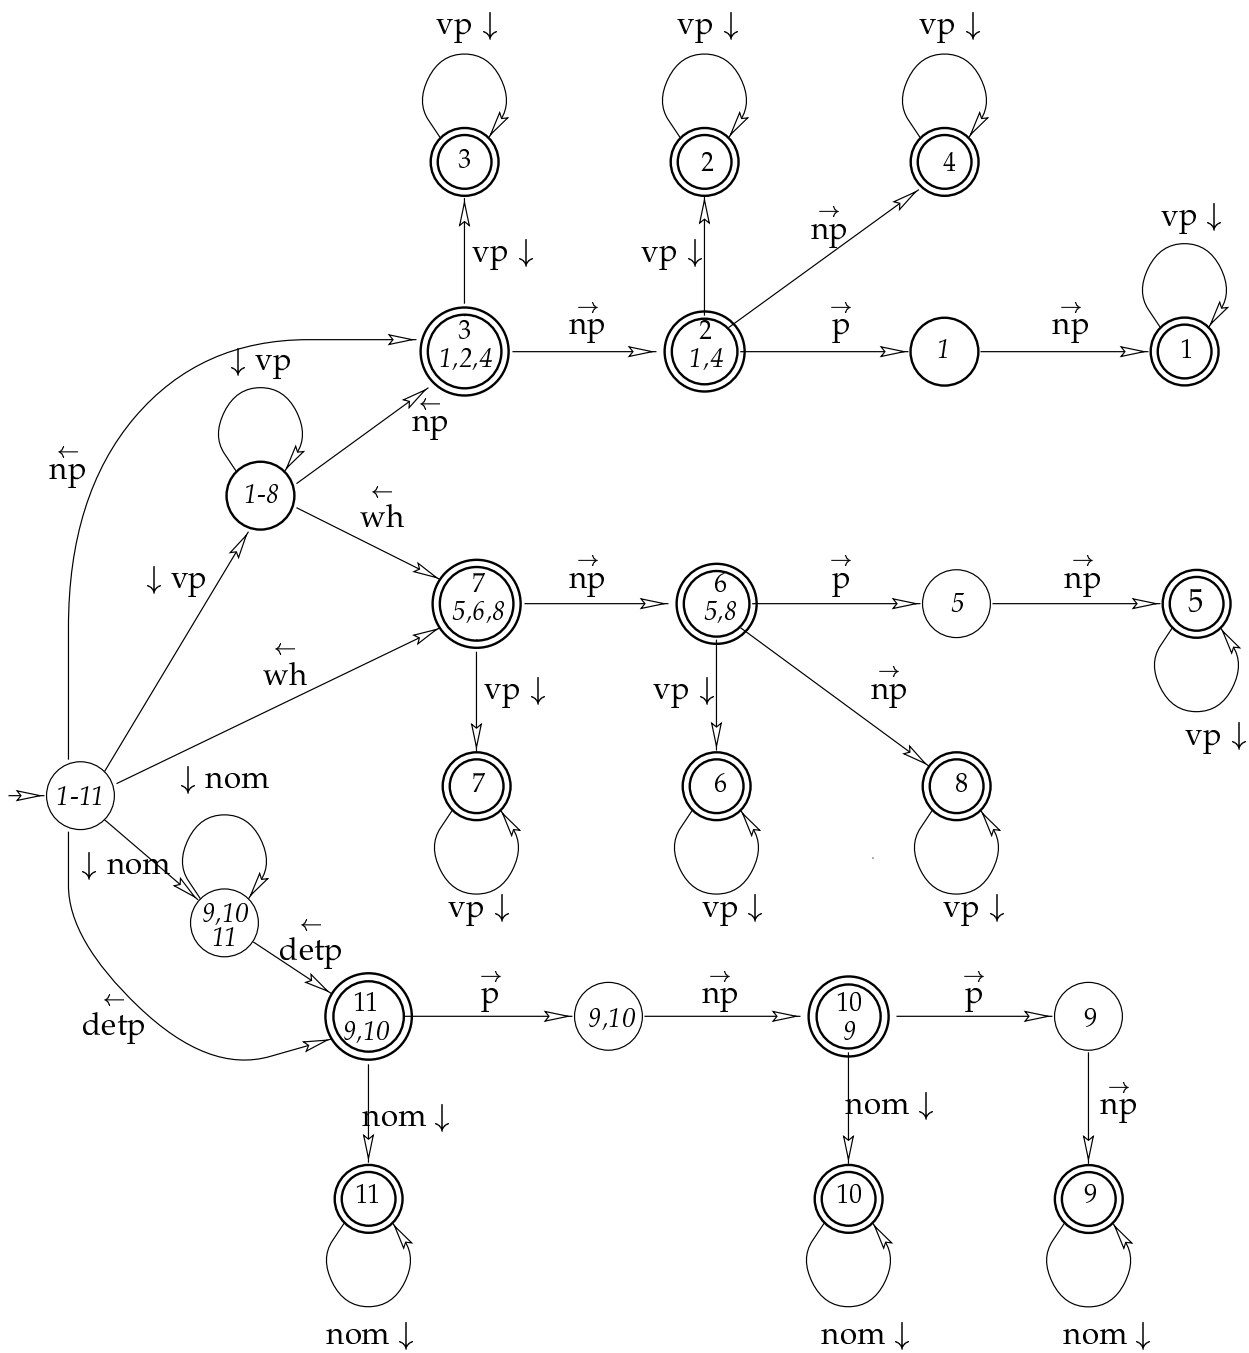 vp ↓ vp ↓ vp ↓
3 2 4
vp ↓
→np
vp ↓ vp ↓
3 →np 2 →p →np
1,2,4 1,4 1 1
↓ vp
←np
←np
1-8 ←wh
↓ vp 7 →np 6 →p →np
5,6,8 5,8 5 5
←wh vp ↓ vp ↓ →np
vp ↓
↓ nom 7 6 8
1-11
↓ nom
vp ↓ vp ↓ vp ↓
9,10
11
←detp
11 →p →np 10 →p
9,10 9,10 9 9
←detp
nom ↓ nom ↓ →np
11 10 9
nom ↓ nom ↓ nom ↓